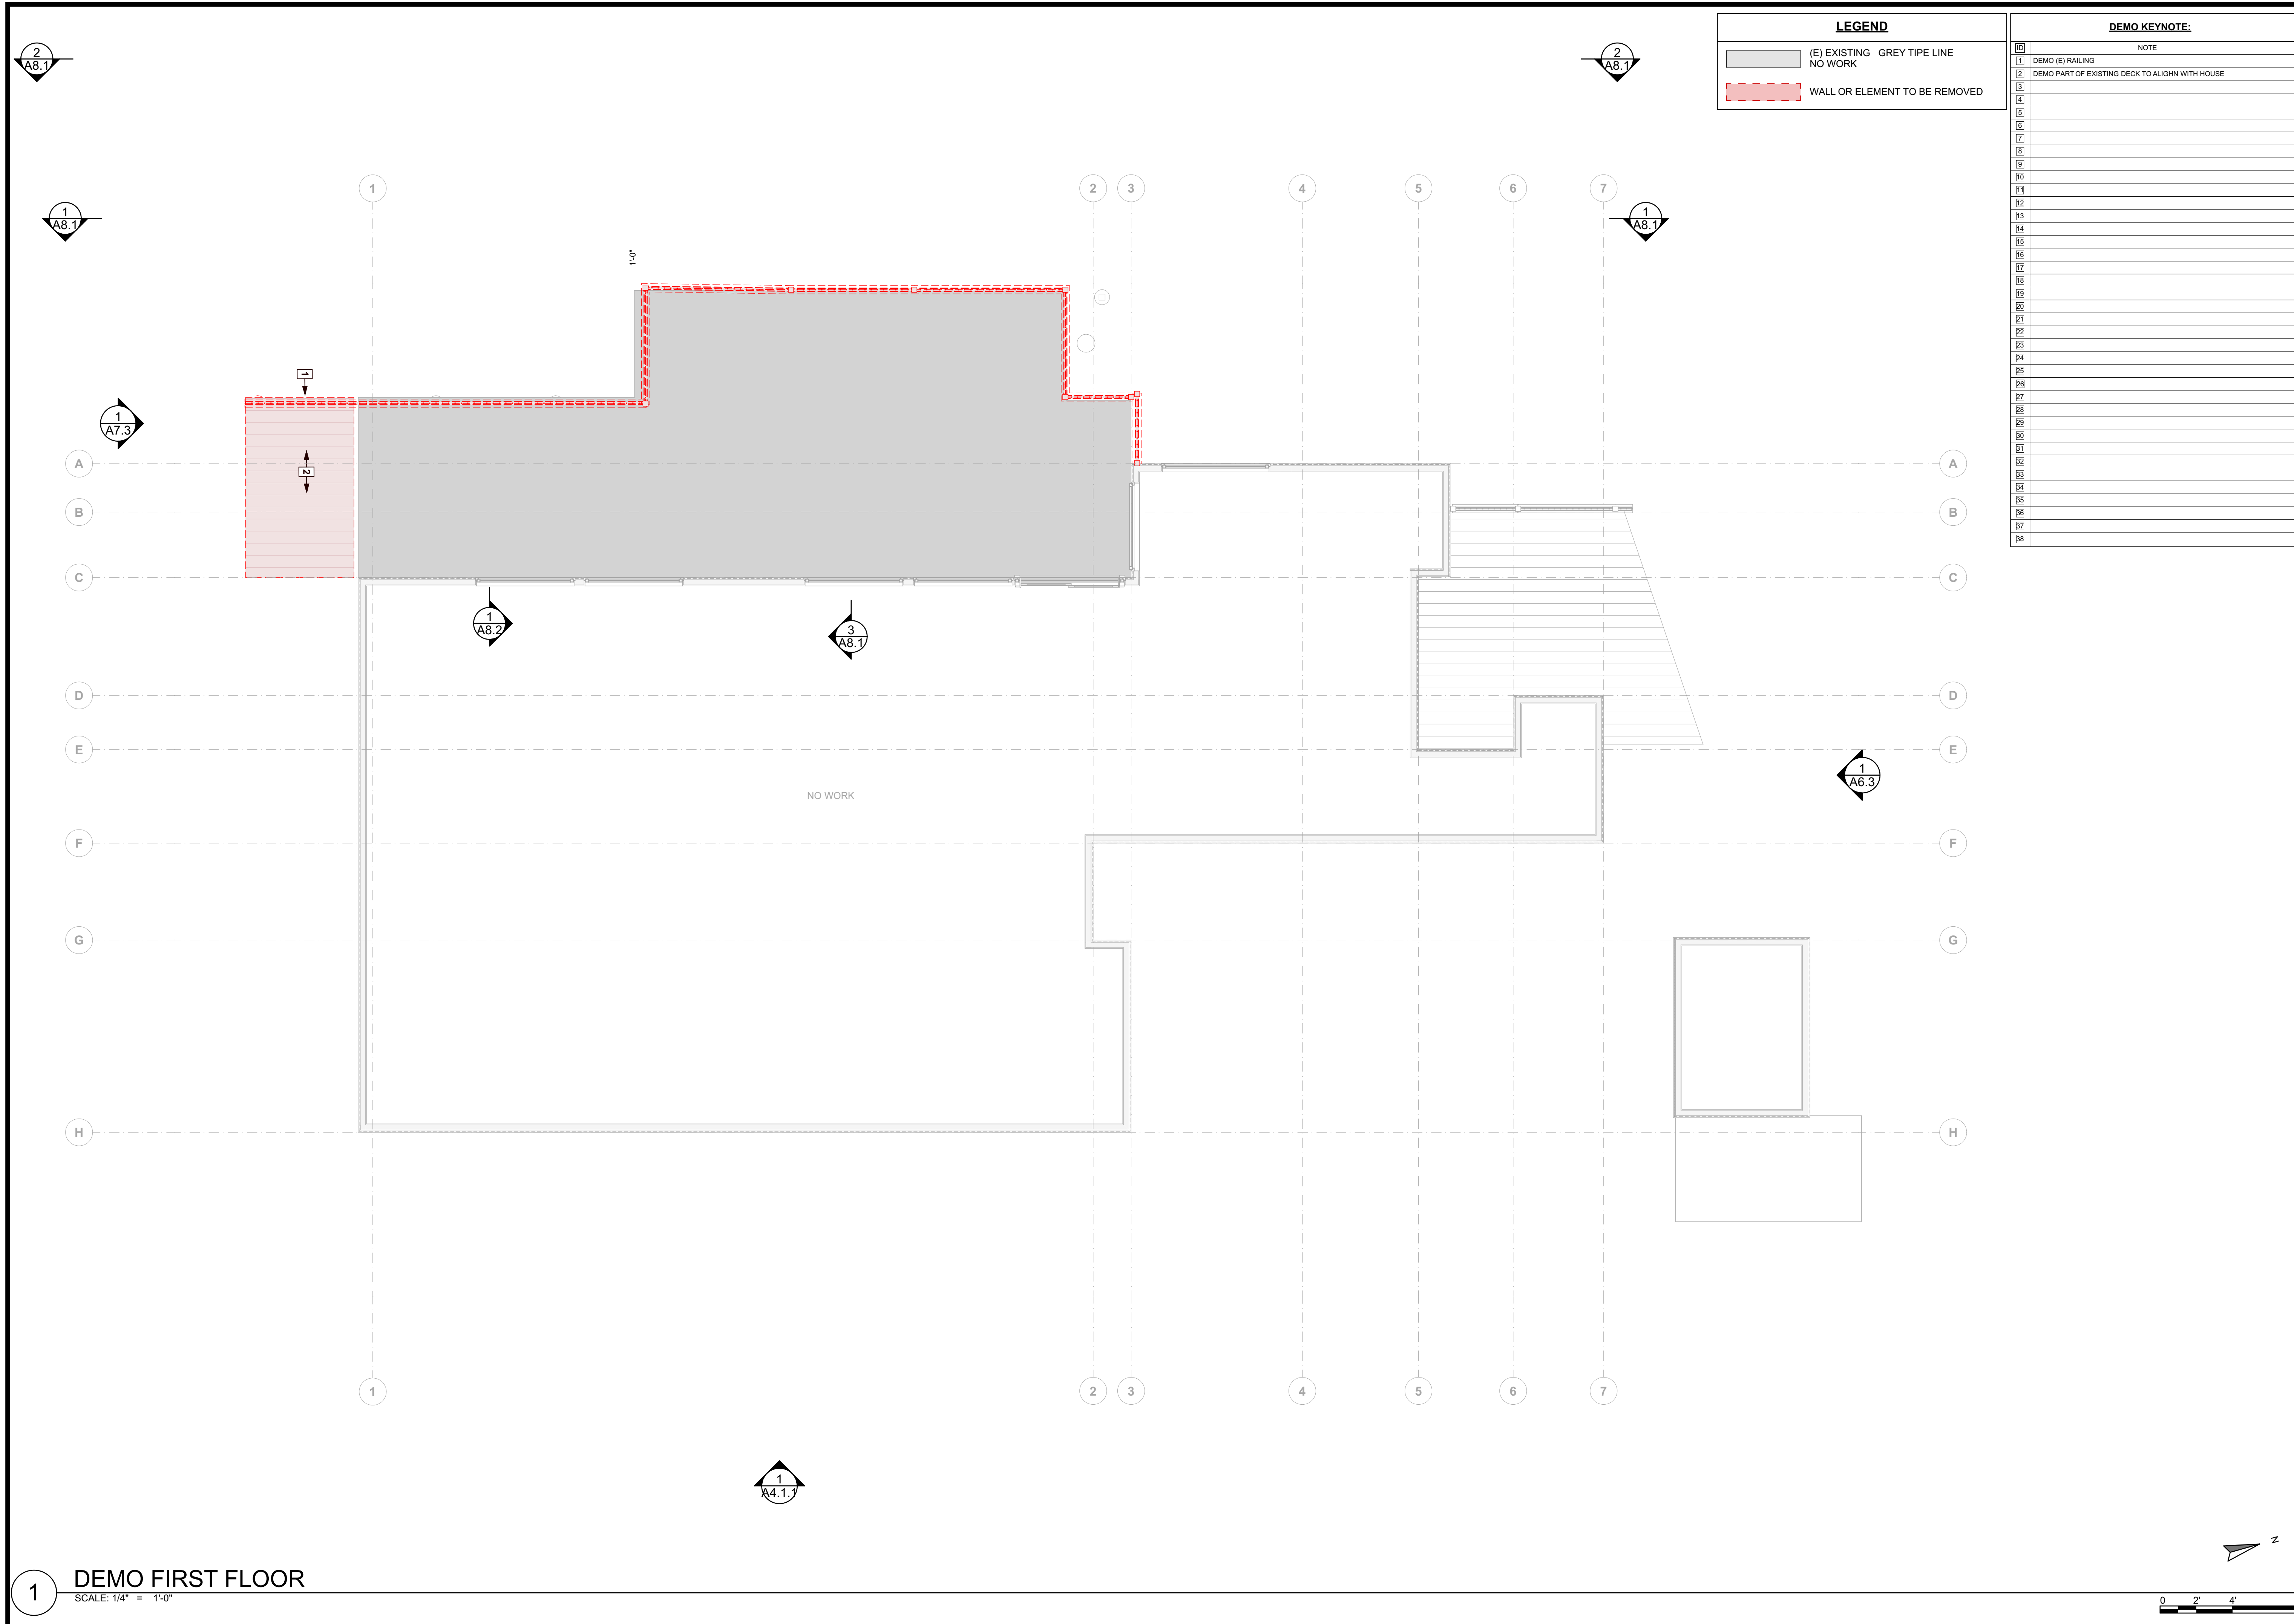 LEGEND
(E) EXISTING GREY TIPE LINE
NO WORK
WALL OR ELEMENT TO BE REMOVED
DEMO KEYNOTE:
ID NOTE
1 DEMO (E) RAILING
2 DEMO PART OF EXISTING DECK TO ALIGHN WITH HOUSE
3
4
5
6
7
8
9
10
11
12
13
14
15
16
17
18
19
20
21
22
23
24
25
26
27
28
29
30
31
32
33
34
35
36
37
38
2
A8.1
2
A8.1
1 2 3 4 5 6 7
1
A8.1
1
A8.1
1'-0"
1
1
A7.3
2
A A
B B
C C
1
A8.2
3
A8.1
D D
E E
1
A6.3
NO WORK
F F
G G
H H
1 2 3 4 5 6 7
1
A4.1.1
N
1
DEMO FIRST FLOOR
SCALE: 1/4" = 1'-0"
0 2' 4'